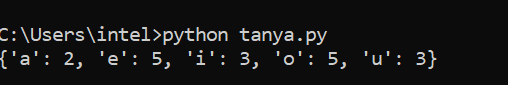 C:\Users\intel>python tanya.py
{'a': 2, 'e': 5, 'i': 3, 'o': 5, 'u': 3}